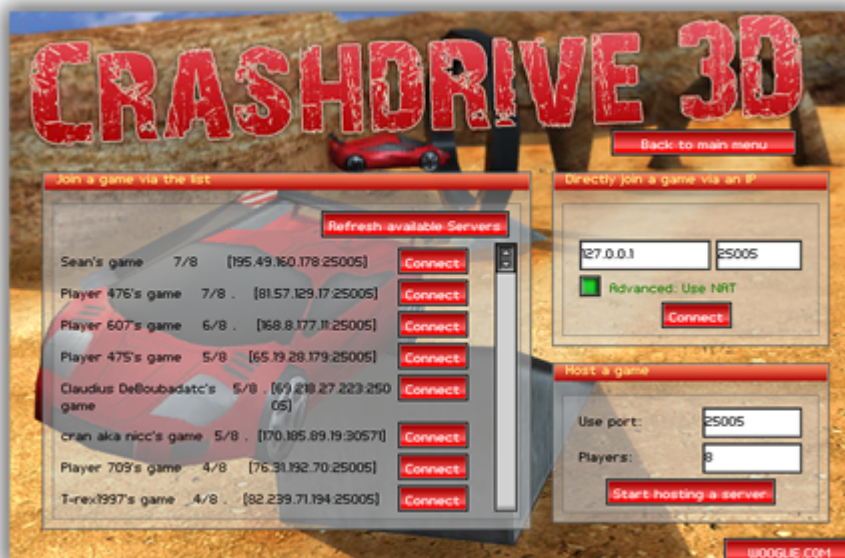 CRASHDRIVE 3D
Back to main menu
Join a game via the list
Refresh available Servers
Sean's game 7/8 [195.49.160.178:25005] Connect
Player 476's game 7/8 . [81.57.129.17:25005] Connect
Player 607's game 6/8 . [168.8.177.11:25005] Connect
Player 475's game 5/8 [65.19.28.179:25005] Connect
Claudius DeBoubadatc's 5/8 . [69.218.27.223:250 Connect
game 05]
cran aka nicc's game 5/8 . [170.185.89.19:30571] Connect
Player 709's game 4/8 [76.31.192.70:25005] Connect
T-rex1997's game 4/8 . [82.239.71.194:25005] Connect
Directly join a game via an IP
127.0.0.1 25005
Advanced: Use NAT
Connect
Host a game
Use port: 25005
Players: 8
Start hosting a server
WOOGLIE.COM